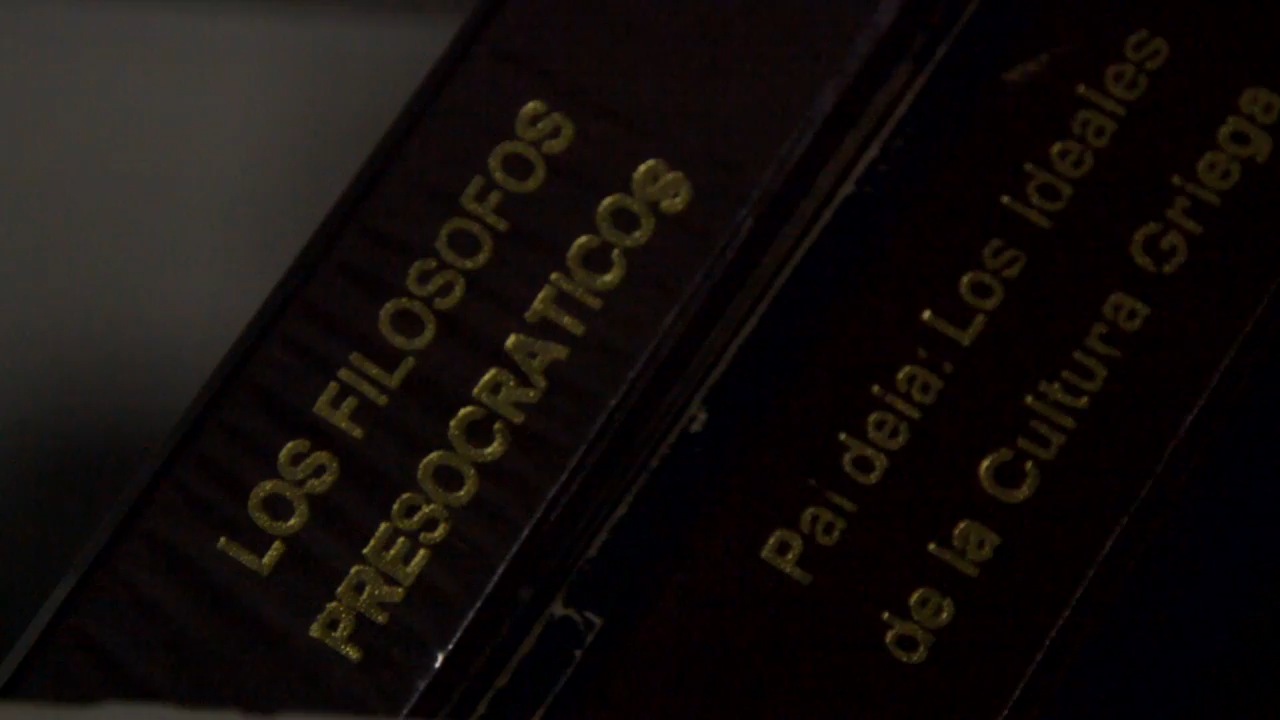 LOS FILOSOFOS
PRESOCRATICOS
Pai deia: Los Ideales
de la Cultura Griega